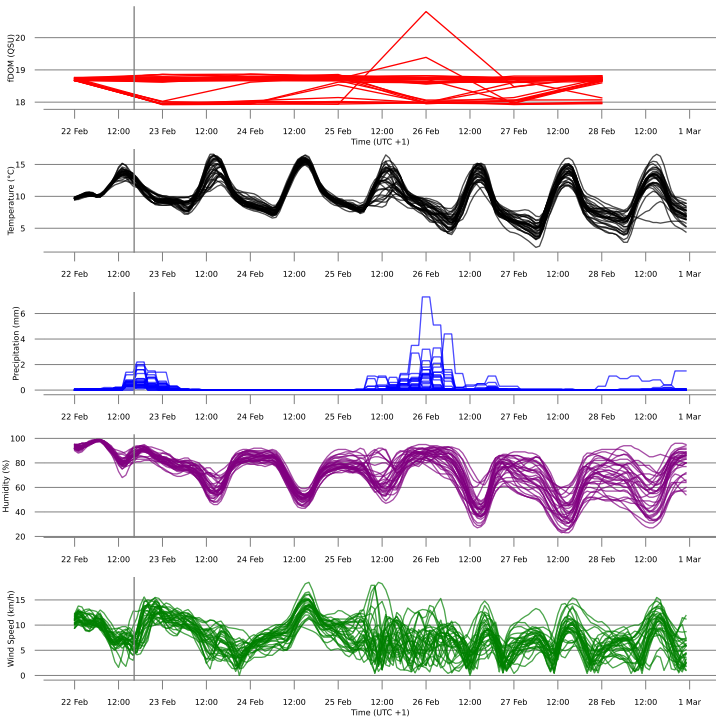 20
19
18
fDOM (QSU)
22 Feb 12:00 23 Feb 12:00 24 Feb 12:00 25 Feb 12:00 26 Feb 12:00 27 Feb 12:00 28 Feb 12:00 1 Mar
Time (UTC +1)
15
10
5
Temperature (°C)
22 Feb 12:00 23 Feb 12:00 24 Feb 12:00 25 Feb 12:00 26 Feb 12:00 27 Feb 12:00 28 Feb 12:00 1 Mar
6
4
2
0
Precipitation (mm)
22 Feb 12:00 23 Feb 12:00 24 Feb 12:00 25 Feb 12:00 26 Feb 12:00 27 Feb 12:00 28 Feb 12:00 1 Mar
100
80
60
40
20
Humidity (%)
22 Feb 12:00 23 Feb 12:00 24 Feb 12:00 25 Feb 12:00 26 Feb 12:00 27 Feb 12:00 28 Feb 12:00 1 Mar
15
10
5
0
Wind Speed (km/h)
22 Feb 12:00 23 Feb 12:00 24 Feb 12:00 25 Feb 12:00 26 Feb 12:00 27 Feb 12:00 28 Feb 12:00 1 Mar
Time (UTC +1)